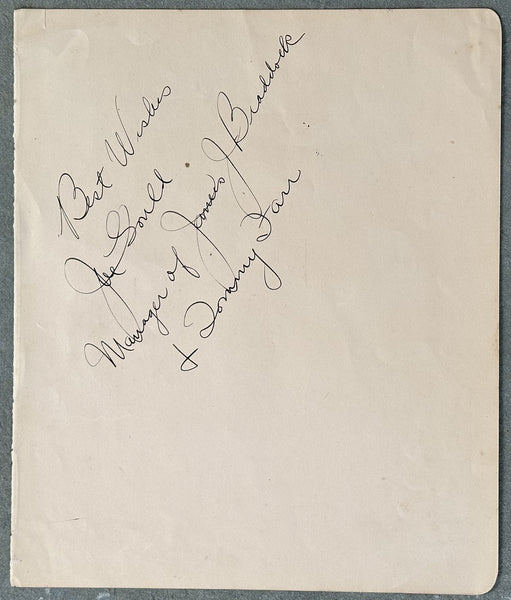 Best Wishes
Joe Gould
Manager of James J Braddock
+ Tommy Farr